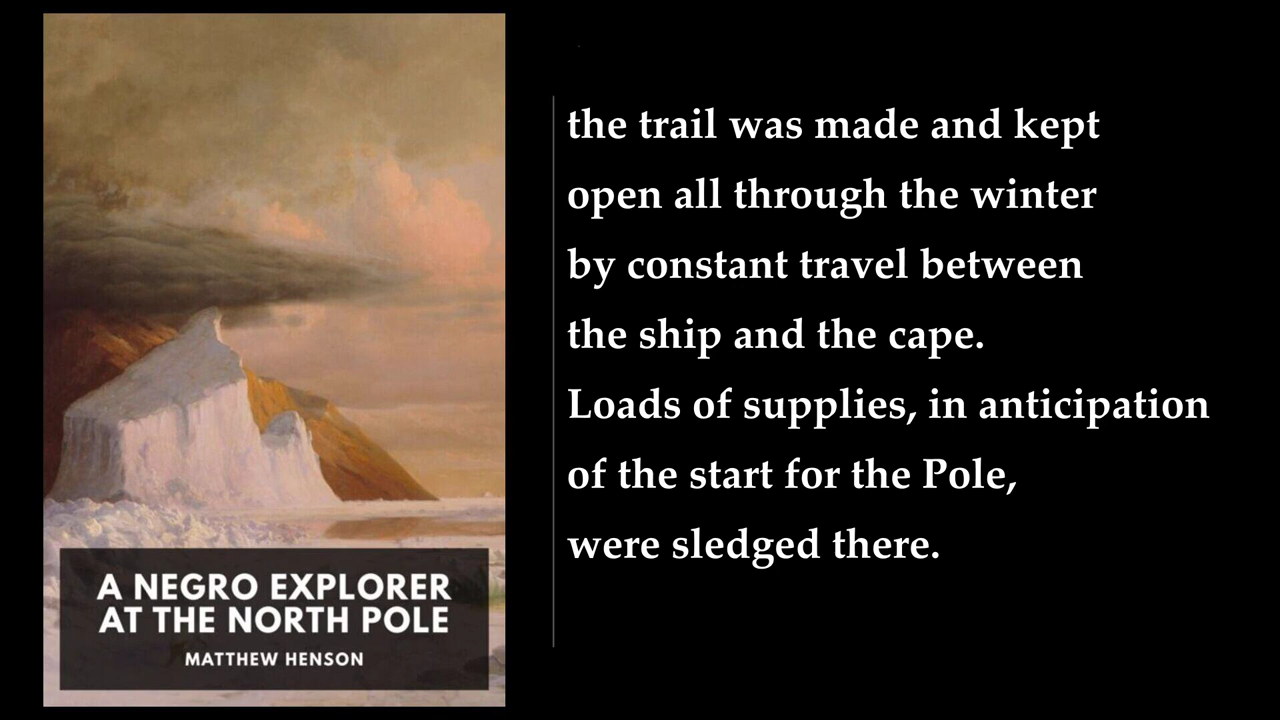 A NEGRO EXPLORER
AT THE NORTH POLE
MATTHEW HENSON
the trail was made and kept
open all through the winter
by constant travel between
the ship and the cape.
Loads of supplies, in anticipation
of the start for the Pole,
were sledged there.